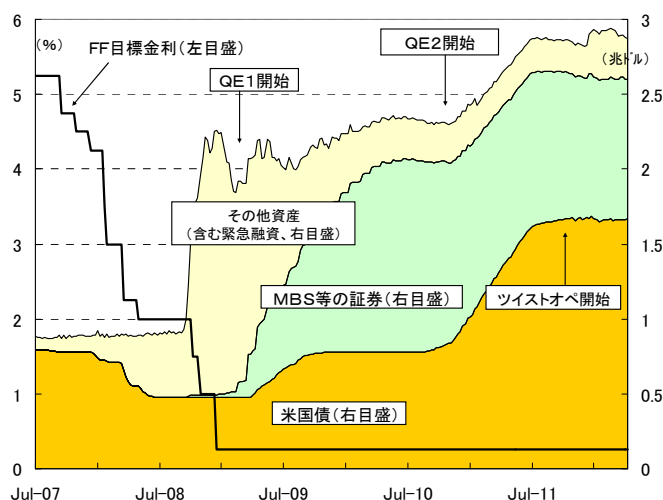 6
5
4
3
2
1
0
(%)
3
2.5
2
1.5
1
0.5
0
(兆ドル)
FF目標金利(左目盛)
QE1開始
QE2開始
その他資産
(含む緊急融資、右目盛)
MBS等の証券(右目盛)
ツイストオペ開始
米国債(右目盛)
Jul-07
Jul-08
Jul-09
Jul-10
Jul-11